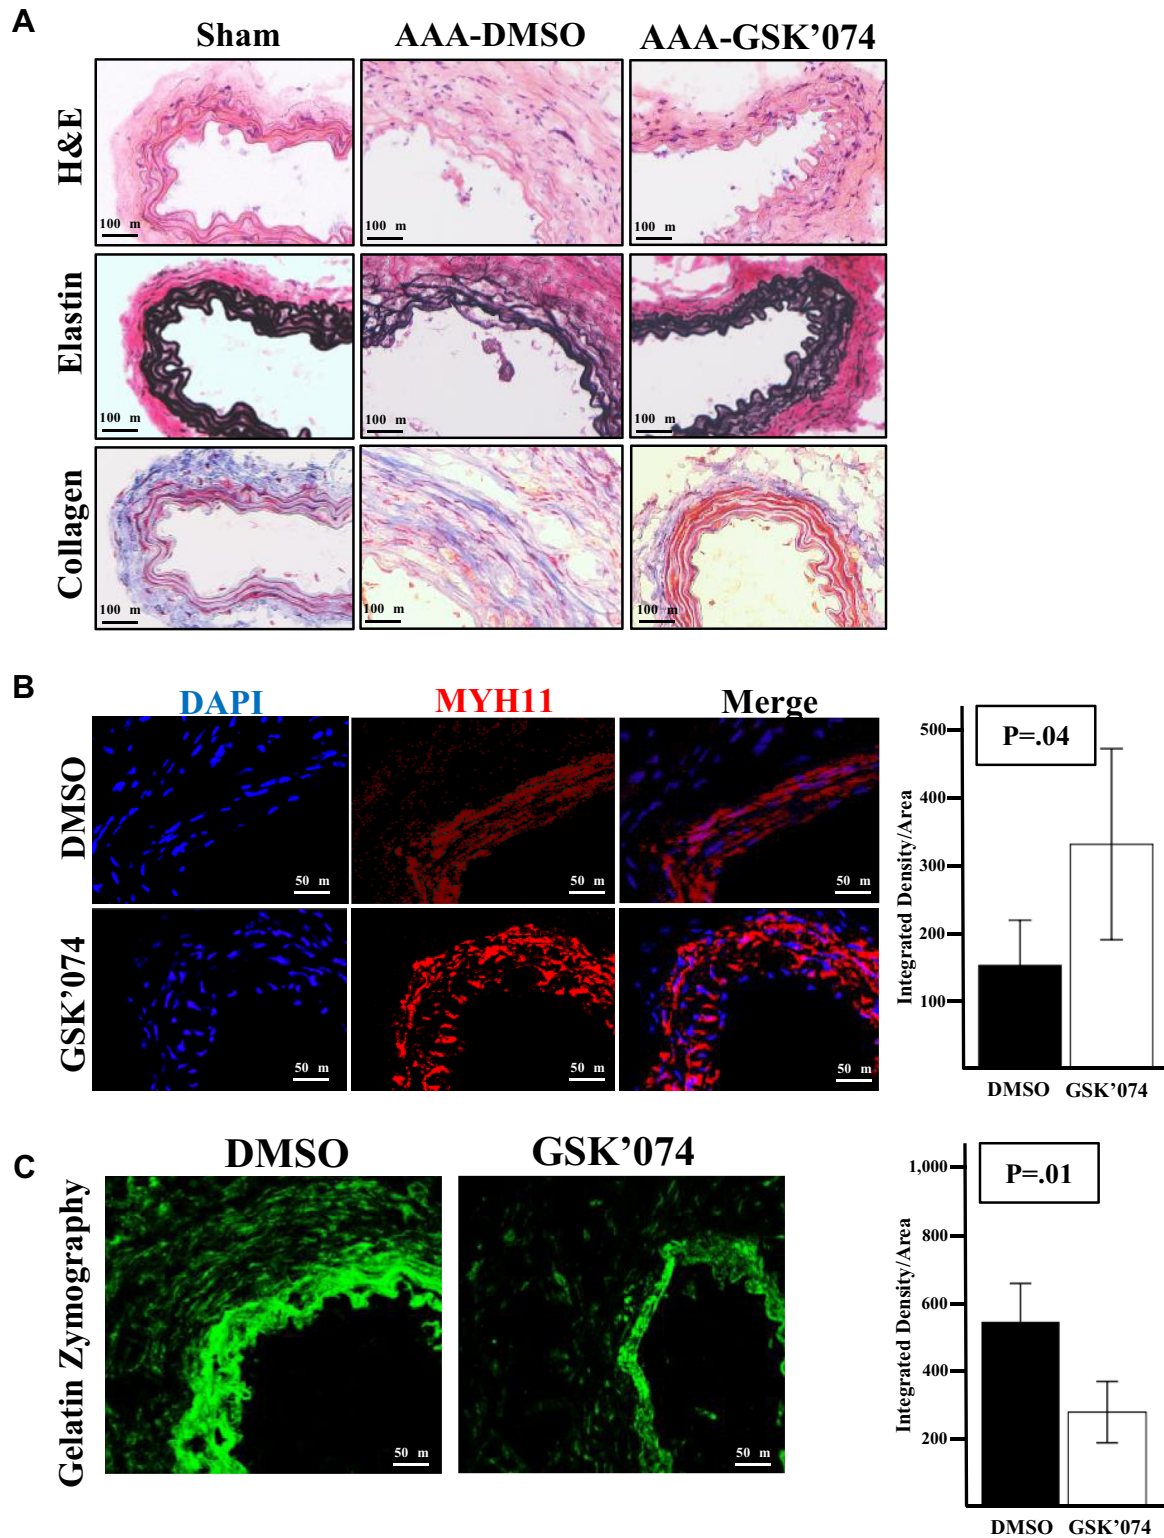 A
Sham AAA-DMSO AAA-GSK'074
H&E
100 m 100 m 100 m
Elastin
100 m 100 m 100 m
Collagen
100 m 100 m 100 m
B
DAPI MYH11 Merge
DMSO
50 m 50 m 50 m
GSK'074
50 m 50 m 50 m
P=.04
Integrated Density/Area
500
400
300
200
100
DMSO GSK'074
C
DMSO GSK'074
Gelatin Zymography
50 m 50 m
P=.01
Integrated Density/Area
1,000
800
600
400
200
DMSO GSK'074